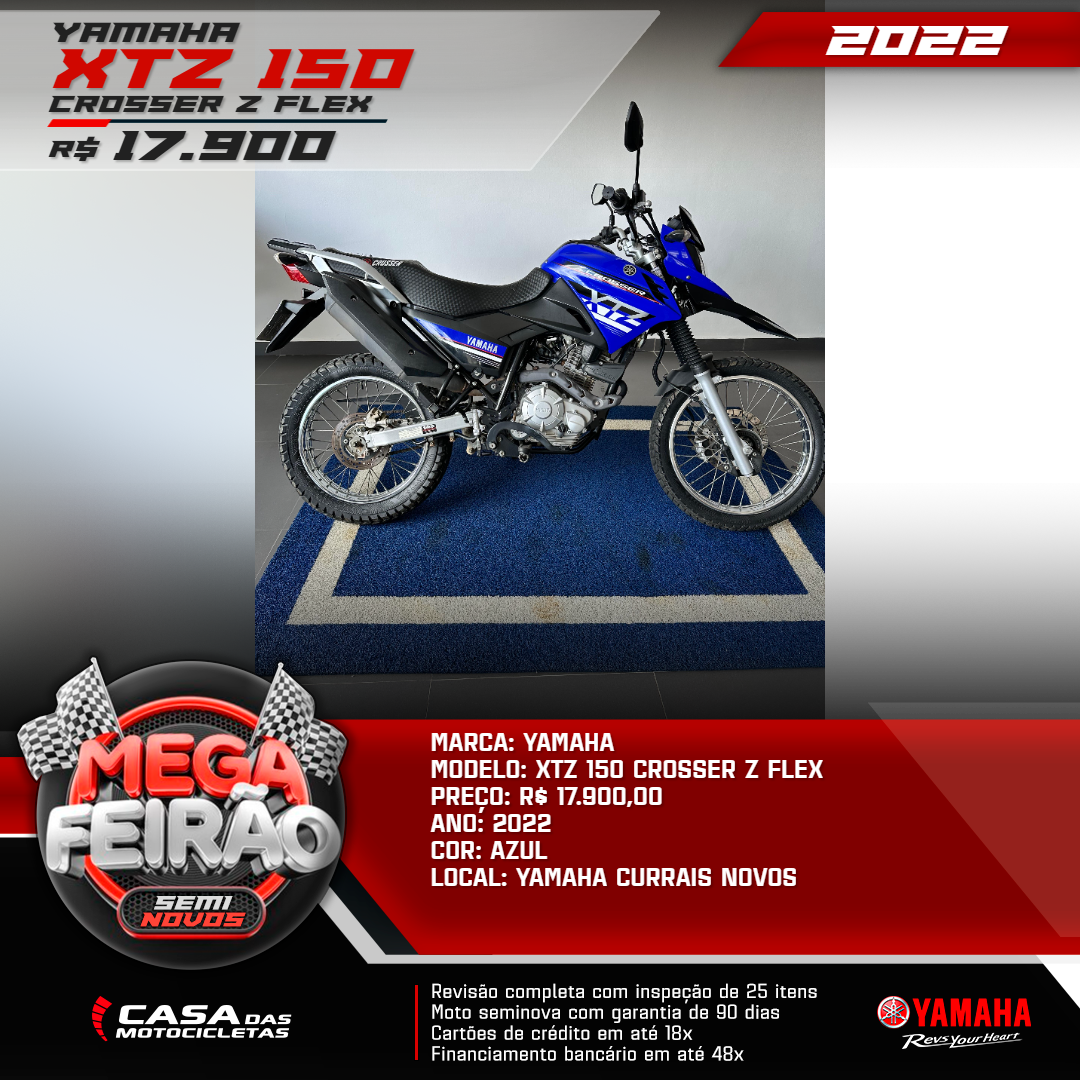 YAMAHA
XTZ 150
CROSSER Z FLEX
R$ 17.900
2022
CROSSER
CROSSER
XTZ
YAMAHA
MEGA
FEIRÃO
SEMI
NOVOS
MARCA: YAMAHA
MODELO: XTZ 150 CROSSER Z FLEX
PREÇO: R$ 17.900,00
ANO: 2022
COR: AZUL
LOCAL: YAMAHA CURRAIS NOVOS
CASA DAS
MOTOCICLETAS
Revisão completa com inspeção de 25 itens
Moto seminova com garantia de 90 dias
Cartões de crédito em até 18x
Financiamento bancário em até 48x
YAMAHA
Revs Your Heart